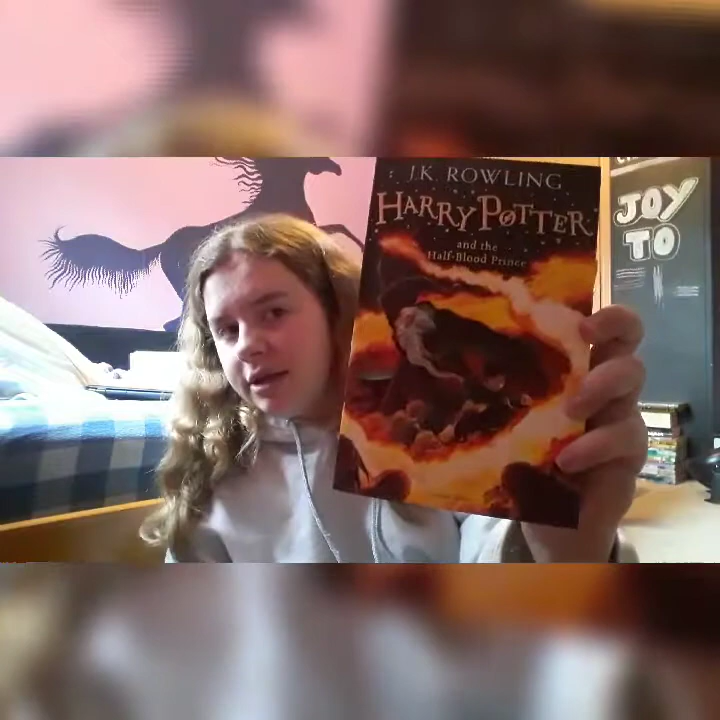 J.K. ROWLING
HARRY POTTER
and the
Half-Blood Prince
JOY
TO